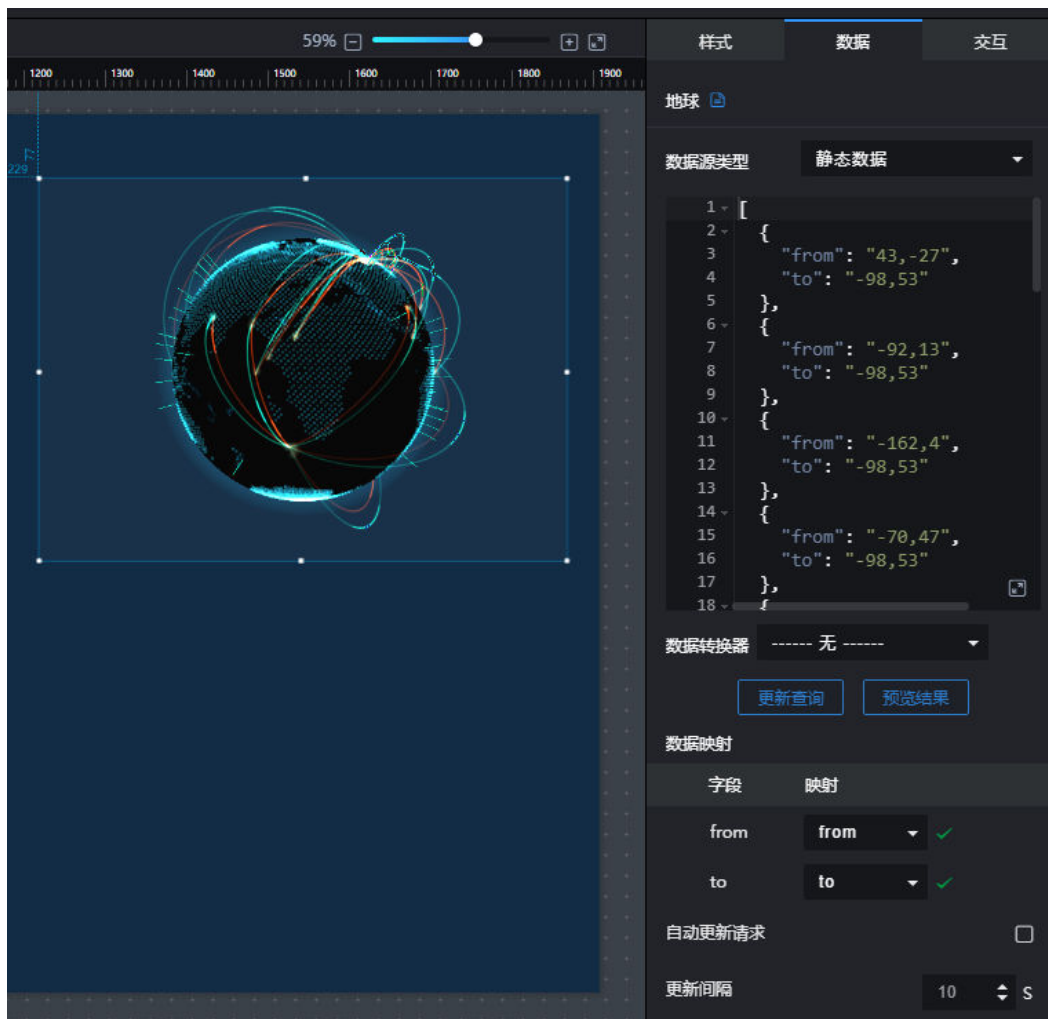 59%
样式 数据 交互
1200 1300 1400 1500 1600 1700 1800 1900
地球
77
229
数据源类型 静态数据
1 [
2 {
3 "from": "43,-27",
4 "to": "-98,53"
5 },
6 {
7 "from": "-92,13",
8 "to": "-98,53"
9 },
10 {
11 "from": "-162,4",
12 "to": "-98,53"
13 },
14 {
15 "from": "-70,47",
16 "to": "-98,53"
17 },
18 {
数据转换器 ------ 无 ------
更新查询 预览结果
数据映射
字段 映射
from from
to to
自动更新请求
更新间隔 10 S